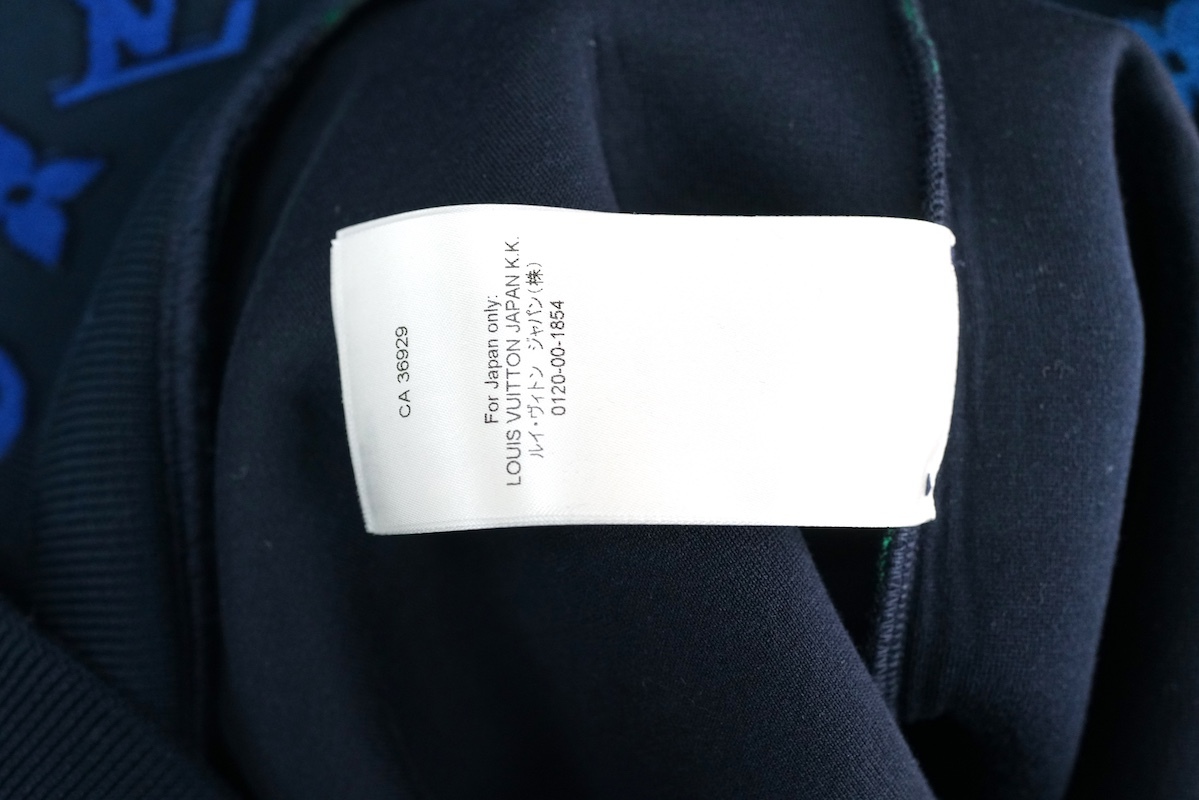 CA 36929
For Japan only:
LOUIS VUITTON JAPAN K.K.
ルイ・ヴィトン　ジャパン(株)
0120-00-1854